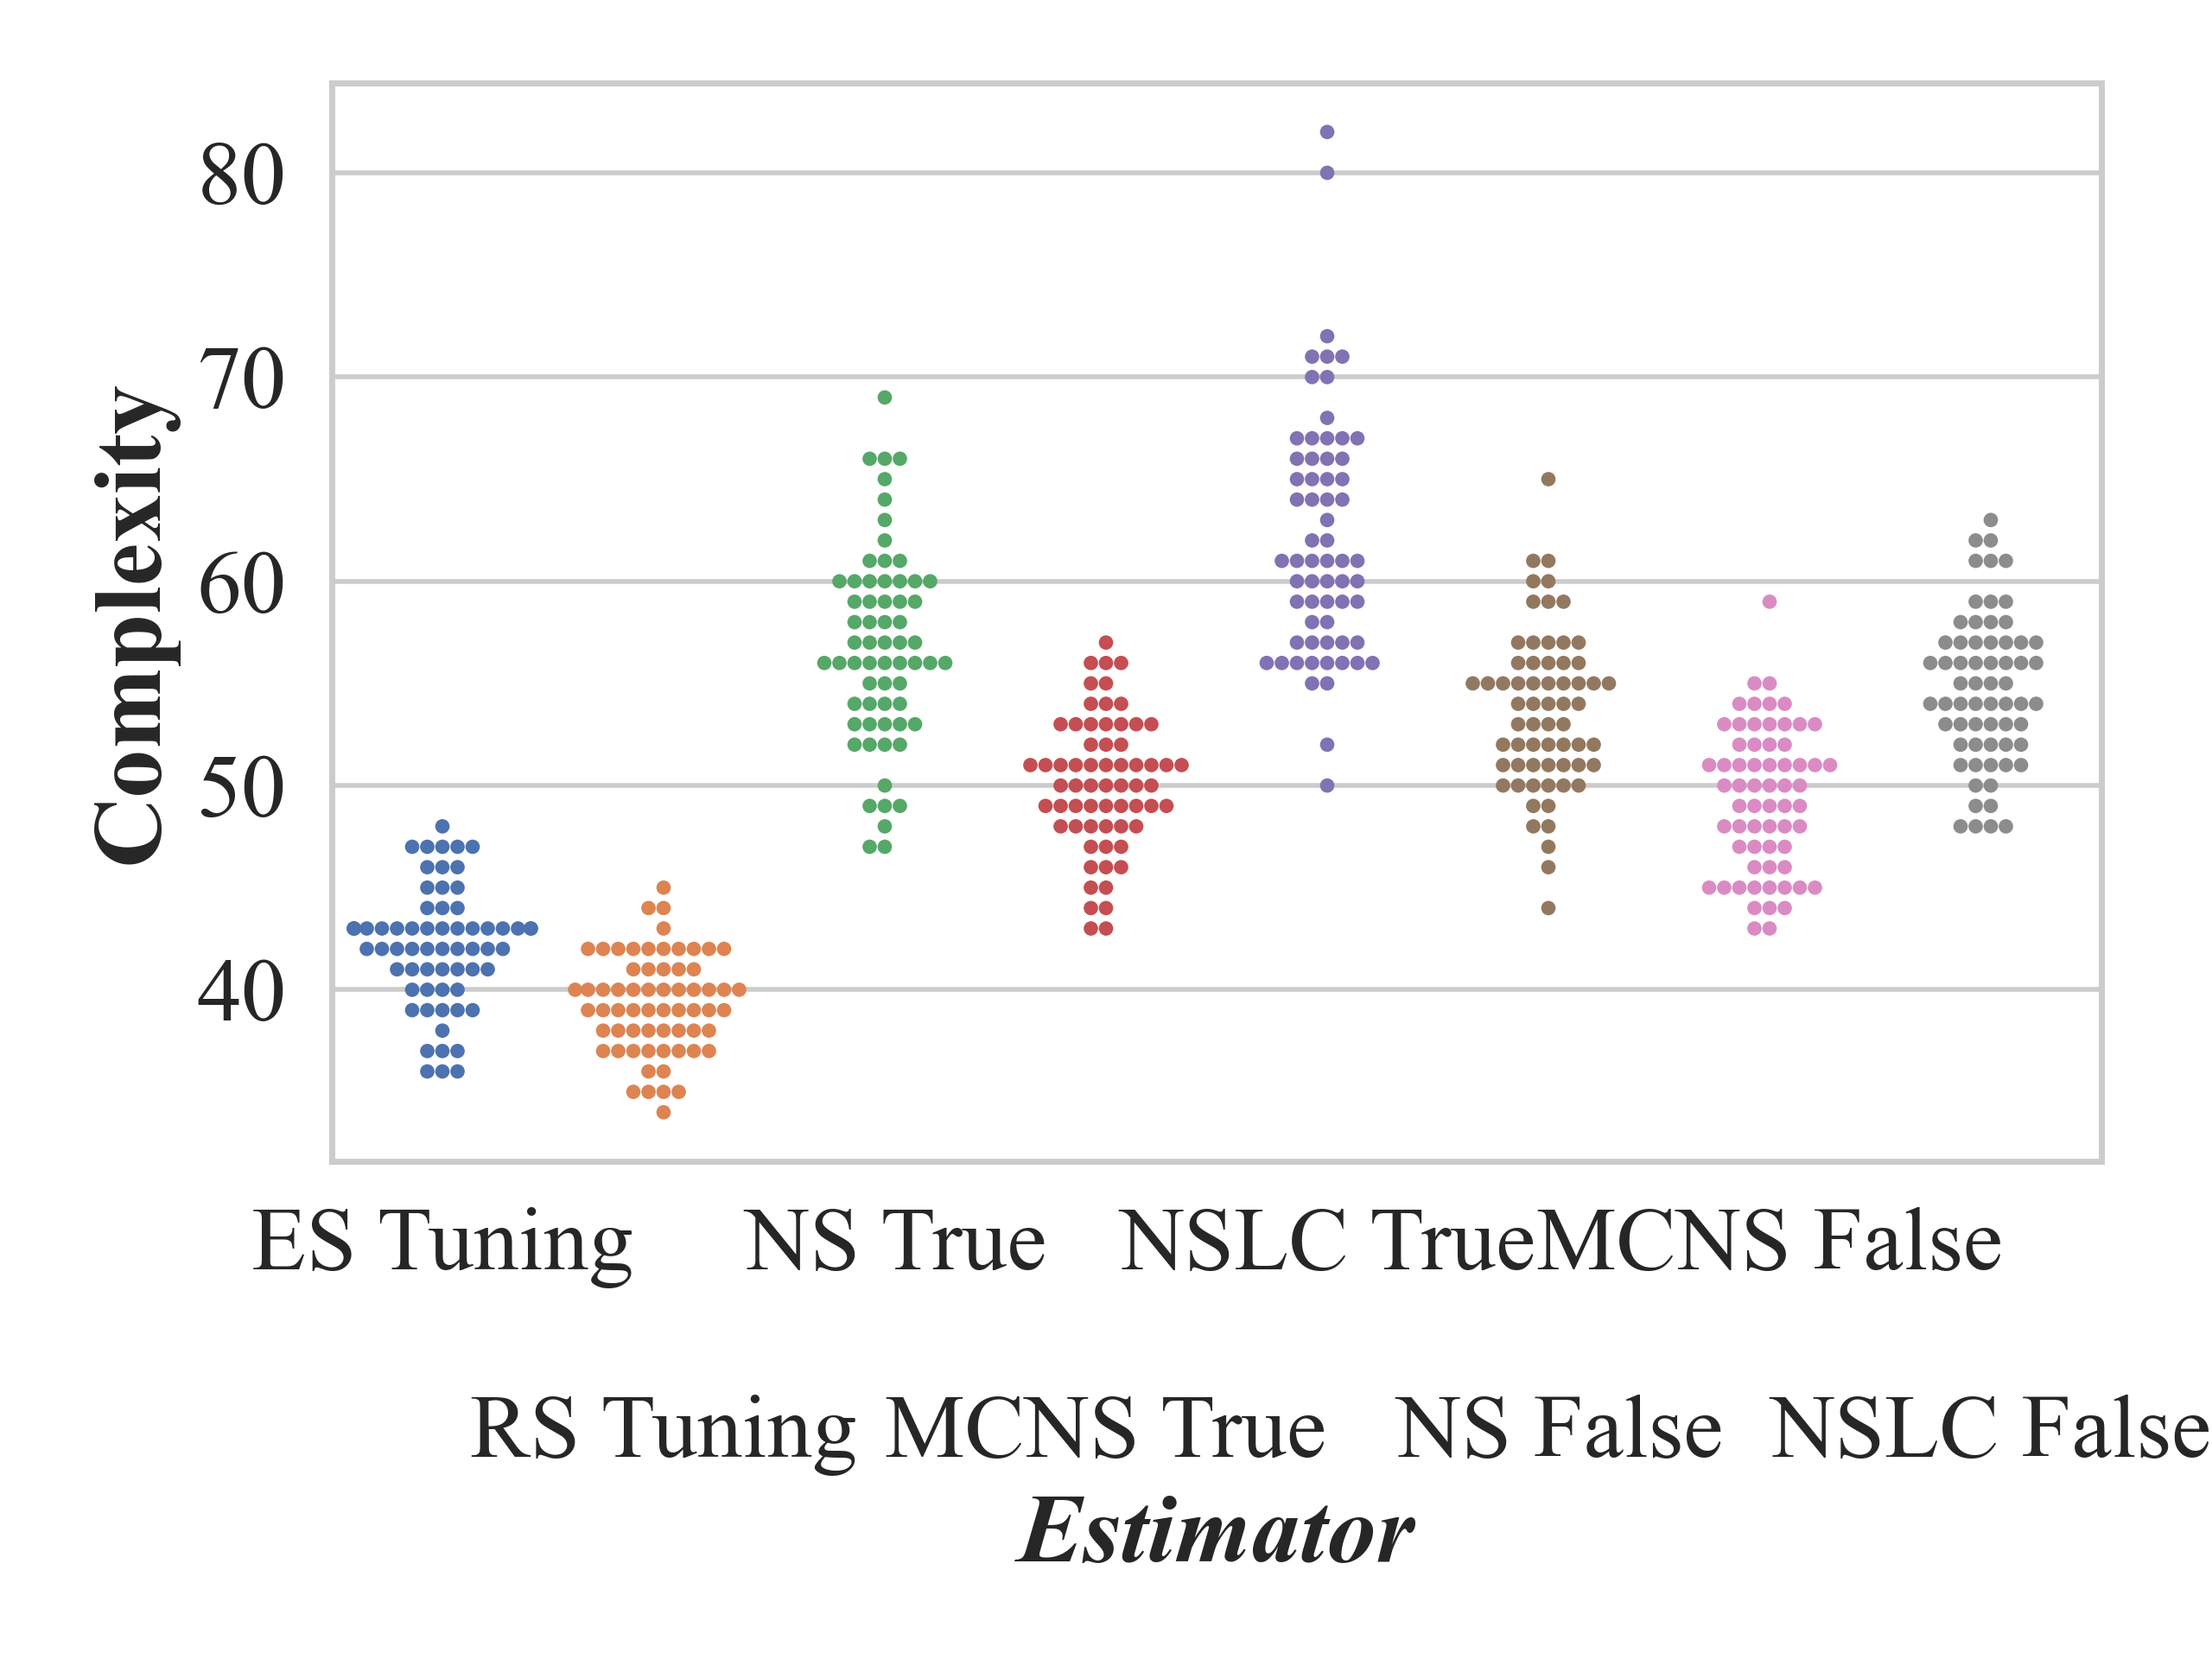 80
70
60
50
40
Complexity
ES Tuning NS True NSLC True MCNS False
RS Tuning MCNS True NS False NSLC False
Estimator